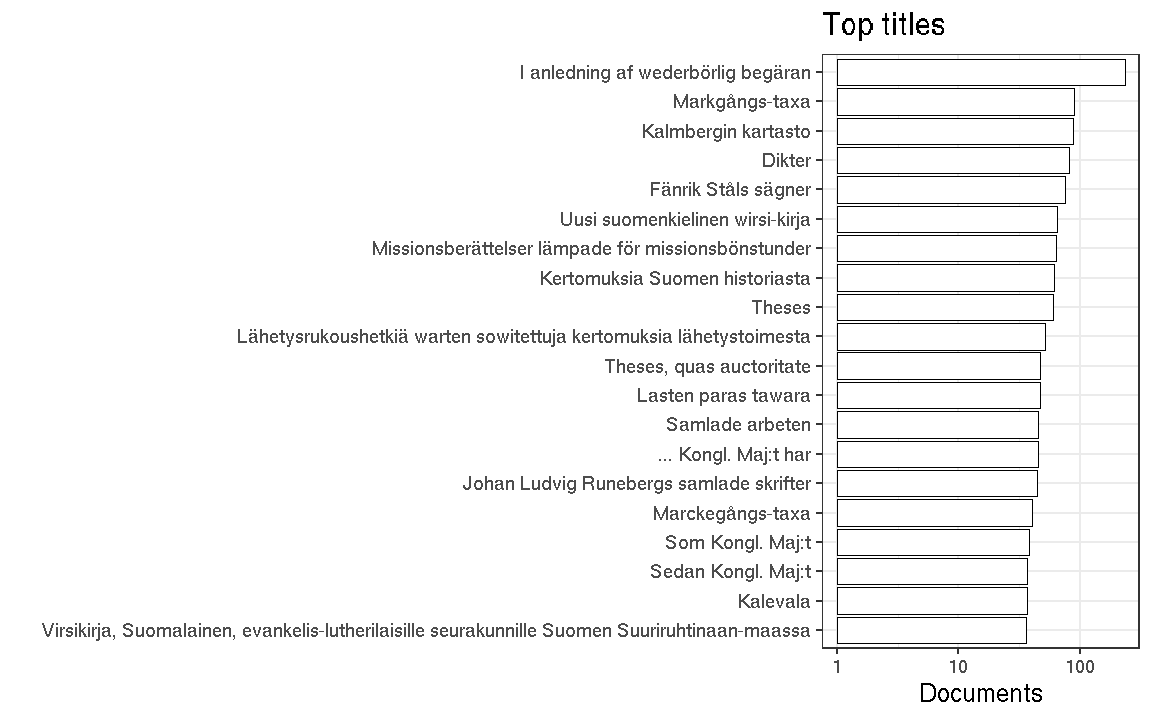 Top titles
I anledning af wederbörlig begäran
Markgångs-taxa
Kalmbergin kartasto
Dikter
Fänrik Ståls sägner
Uusi suomenkielinen wirsi-kirja
Missionsberättelser lämpade för missionsbönstunder
Kertomuksia Suomen historiasta
Theses
Lähetysrukoushetkiä warten sowitettuja kertomuksia lähetystoimesta
Theses, quas auctoritate
Lasten paras tawara
Samlade arbeten
... Kongl. Maj:t har
Johan Ludvig Runebergs samlade skrifter
Marckegångs-taxa
Som Kongl. Maj:t
Sedan Kongl. Maj:t
Kalevala
Virsikirja, Suomalainen, evankelis-lutherilaisille seurakunnille Suomen Suuriruhtinaan-maassa
1 10 100
Documents